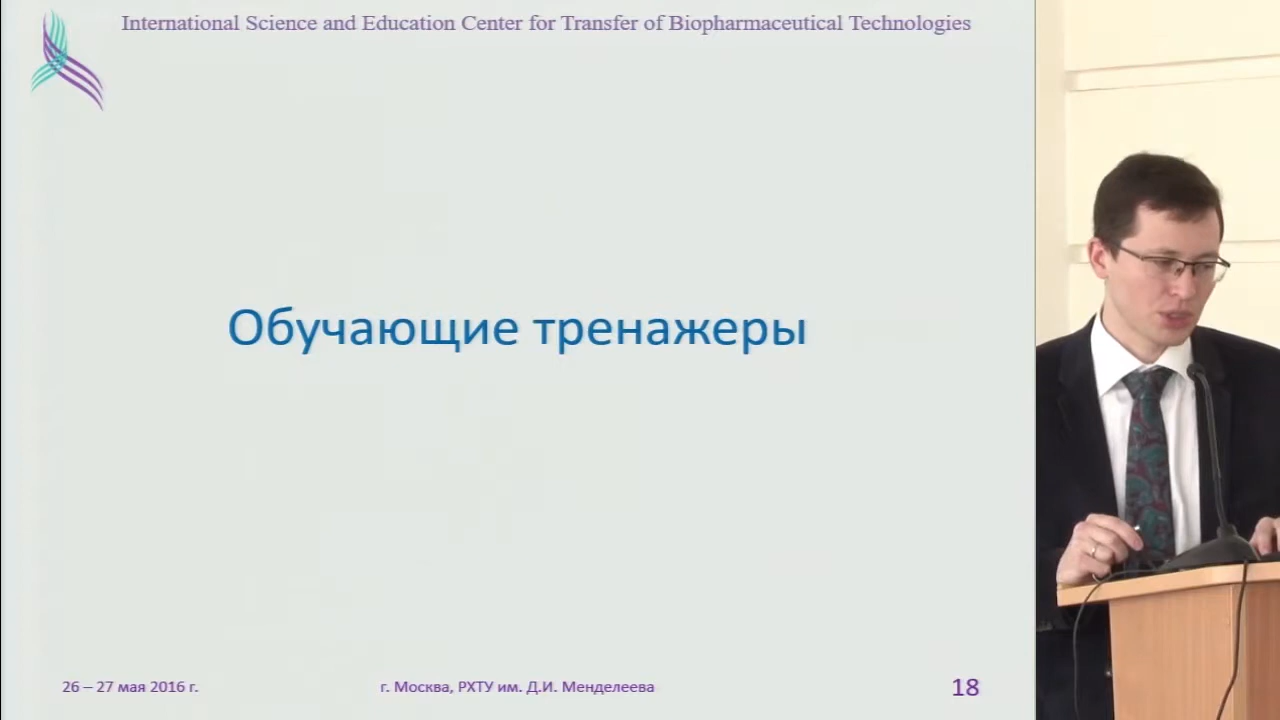 International Science and Education Center for Transfer of Biopharmaceutical Technologies
Обучающие тренажеры
26 – 27 мая 2016 г.
г. Москва, РХТУ им. Д.И. Менделеева
18